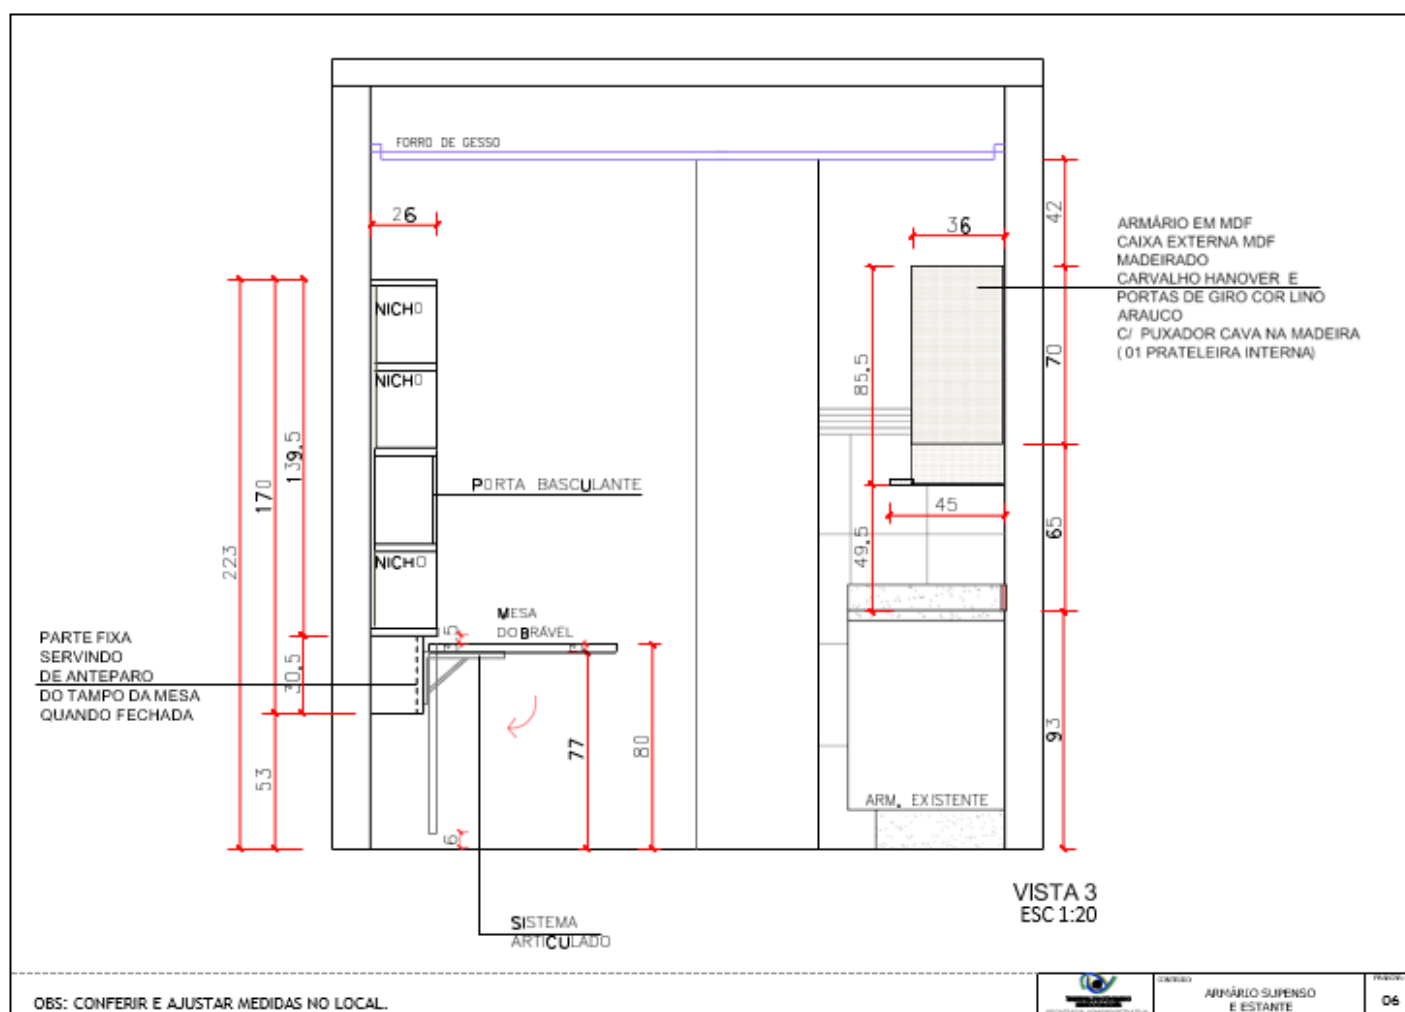 FORRO DE GESSO
26
36
42
ARMÁRIO EM MDF
CAIXA EXTERNA MDF
MADEIRADO
CARVALHO HANOVER E
PORTAS DE GIRO COR LINO
ARAUCO
C/ PUXADOR CAVA NA MADEIRA
( 01 PRATELEIRA INTERNA)
NICHO
NICHO
85.5
70
139.5
170
PORTA BASCULANTE
45
223
49.5
65
NICHO
MESA
DOBRÁVEL
PARTE FIXA
SERVINDO
DE ANTEPARO
DO TAMPO DA MESA
QUANDO FECHADA
30.5
53
77
80
93
6
ARM. EXISTENTE
SISTEMA
ARTICULADO
VISTA 3
ESC 1:20
OBS: CONFERIR E AJUSTAR MEDIDAS NO LOCAL.
ARMÁRIO SUPENSO
E ESTANTE
06